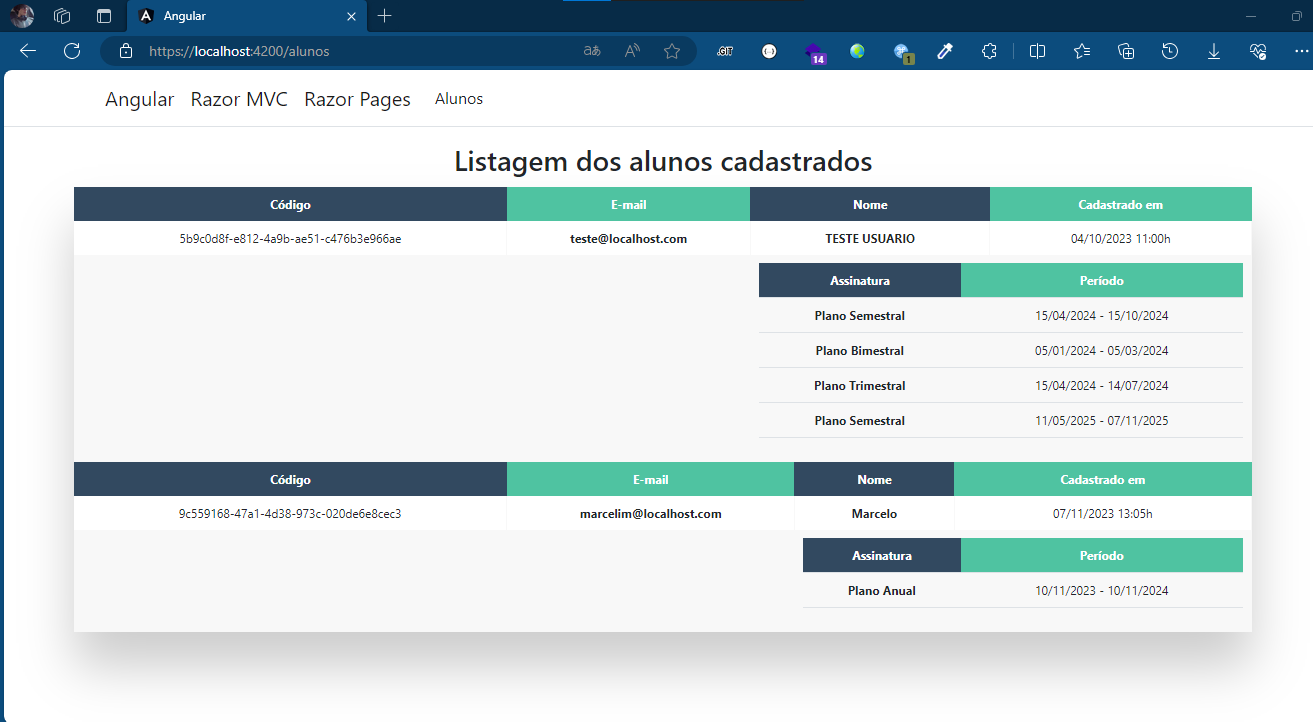 Angular
https://localhost:4200/alunos
aあ
A
.GIT
14
1
Angular Razor MVC Razor Pages Alunos
Listagem dos alunos cadastrados
Código E-mail Nome Cadastrado em
5b9c0d8f-e812-4a9b-ae51-c476b3e966ae teste@localhost.com TESTE USUARIO 04/10/2023 11:00h
Assinatura Período
Plano Semestral 15/04/2024 - 15/10/2024
Plano Bimestral 05/01/2024 - 05/03/2024
Plano Trimestral 15/04/2024 - 14/07/2024
Plano Semestral 11/05/2025 - 07/11/2025
Código E-mail Nome Cadastrado em
9c559168-47a1-4d38-973c-020de6e8cec3 marcelim@localhost.com Marcelo 07/11/2023 13:05h
Assinatura Período
Plano Anual 10/11/2023 - 10/11/2024